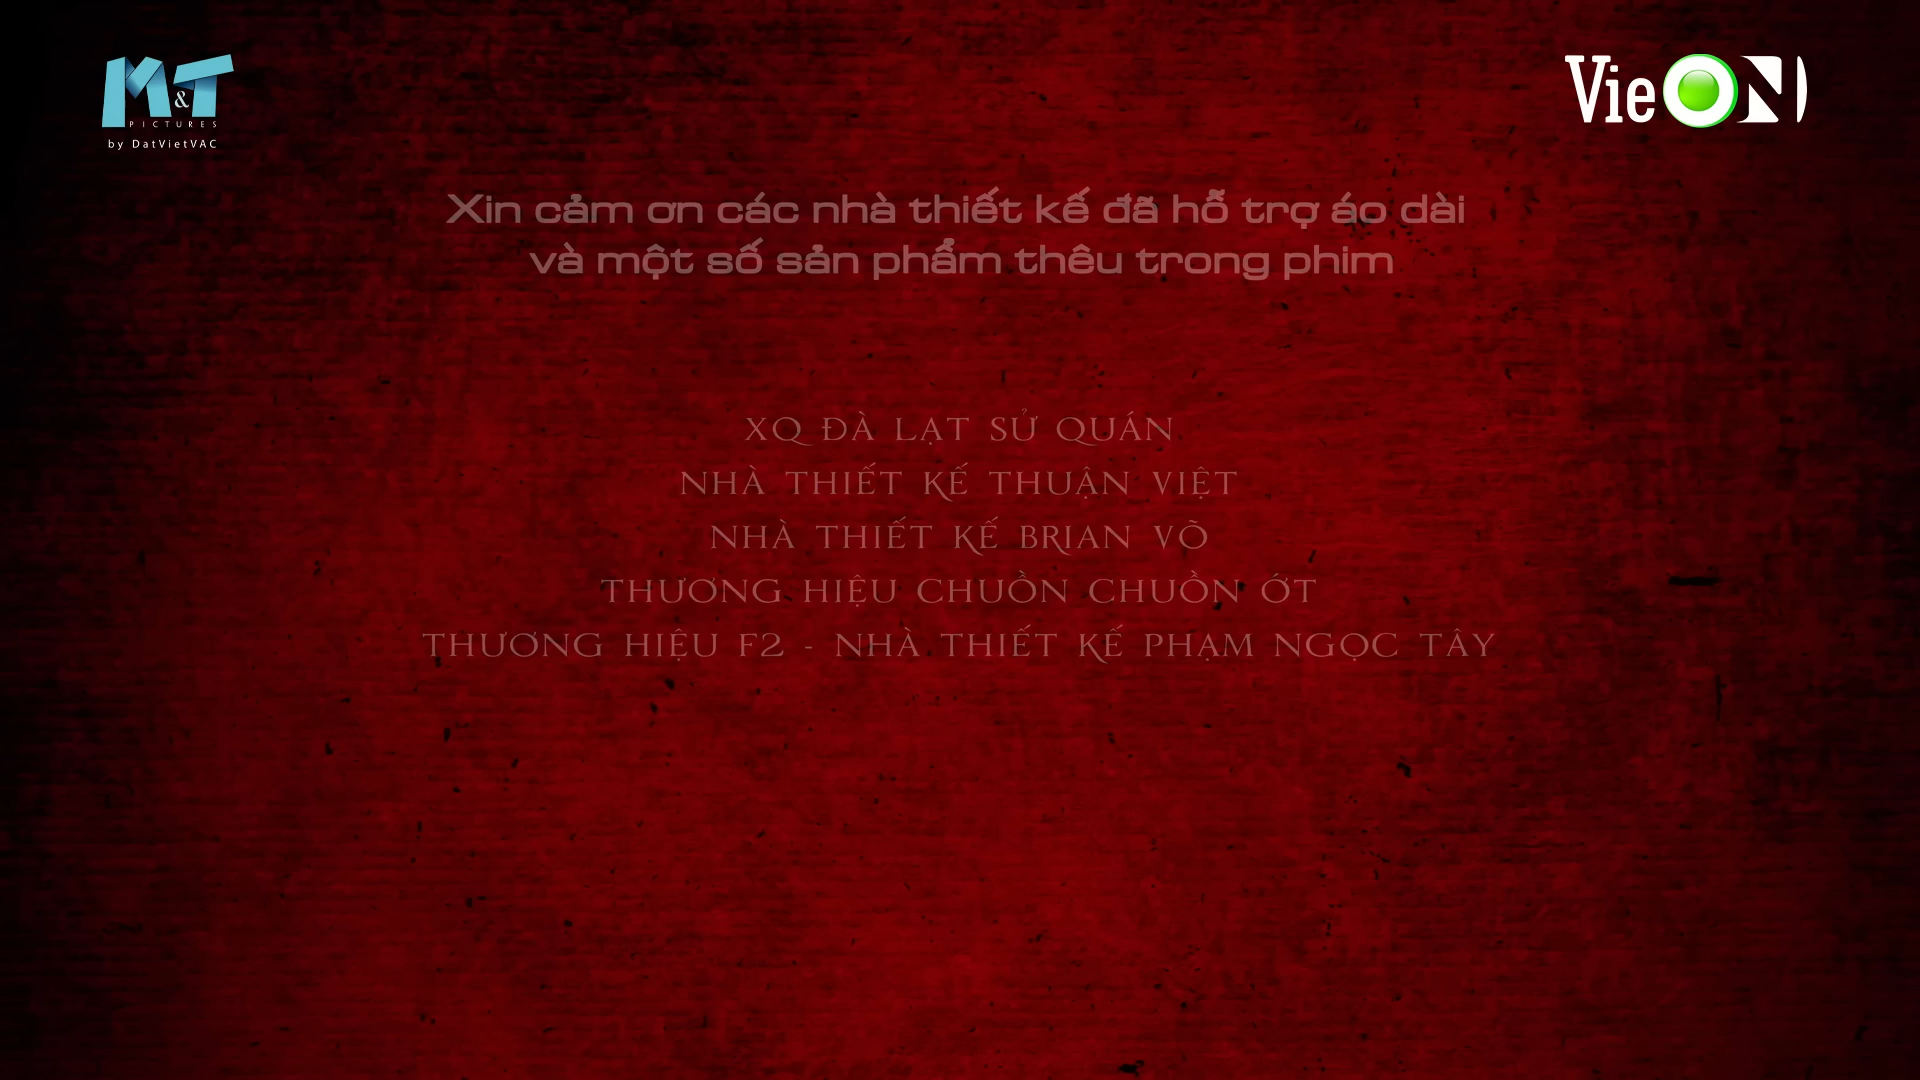 M&T
PICTURES
by DatVietVAC
VieON
Xin cảm ơn các nhà thiết kế đã hỗ trợ áo dài
và một số sản phẩm thêu trong phim
XQ ĐÀ LẠT SỬ QUÁN
NHÀ THIẾT KẾ THUẬN VIỆT
NHÀ THIẾT KẾ BRIAN VÕ
THƯƠNG HIỆU CHUỒN CHUỒN ỚT
THƯƠNG HIỆU F2 - NHÀ THIẾT KẾ PHẠM NGỌC TÂY